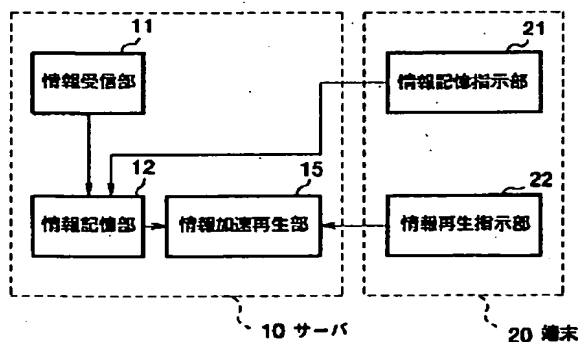 11
情報受信部
21
情報記憶指示部
12
情報記憶部
15
情報加速再生部
22
情報再生指示部
10 サーバ
20 端末